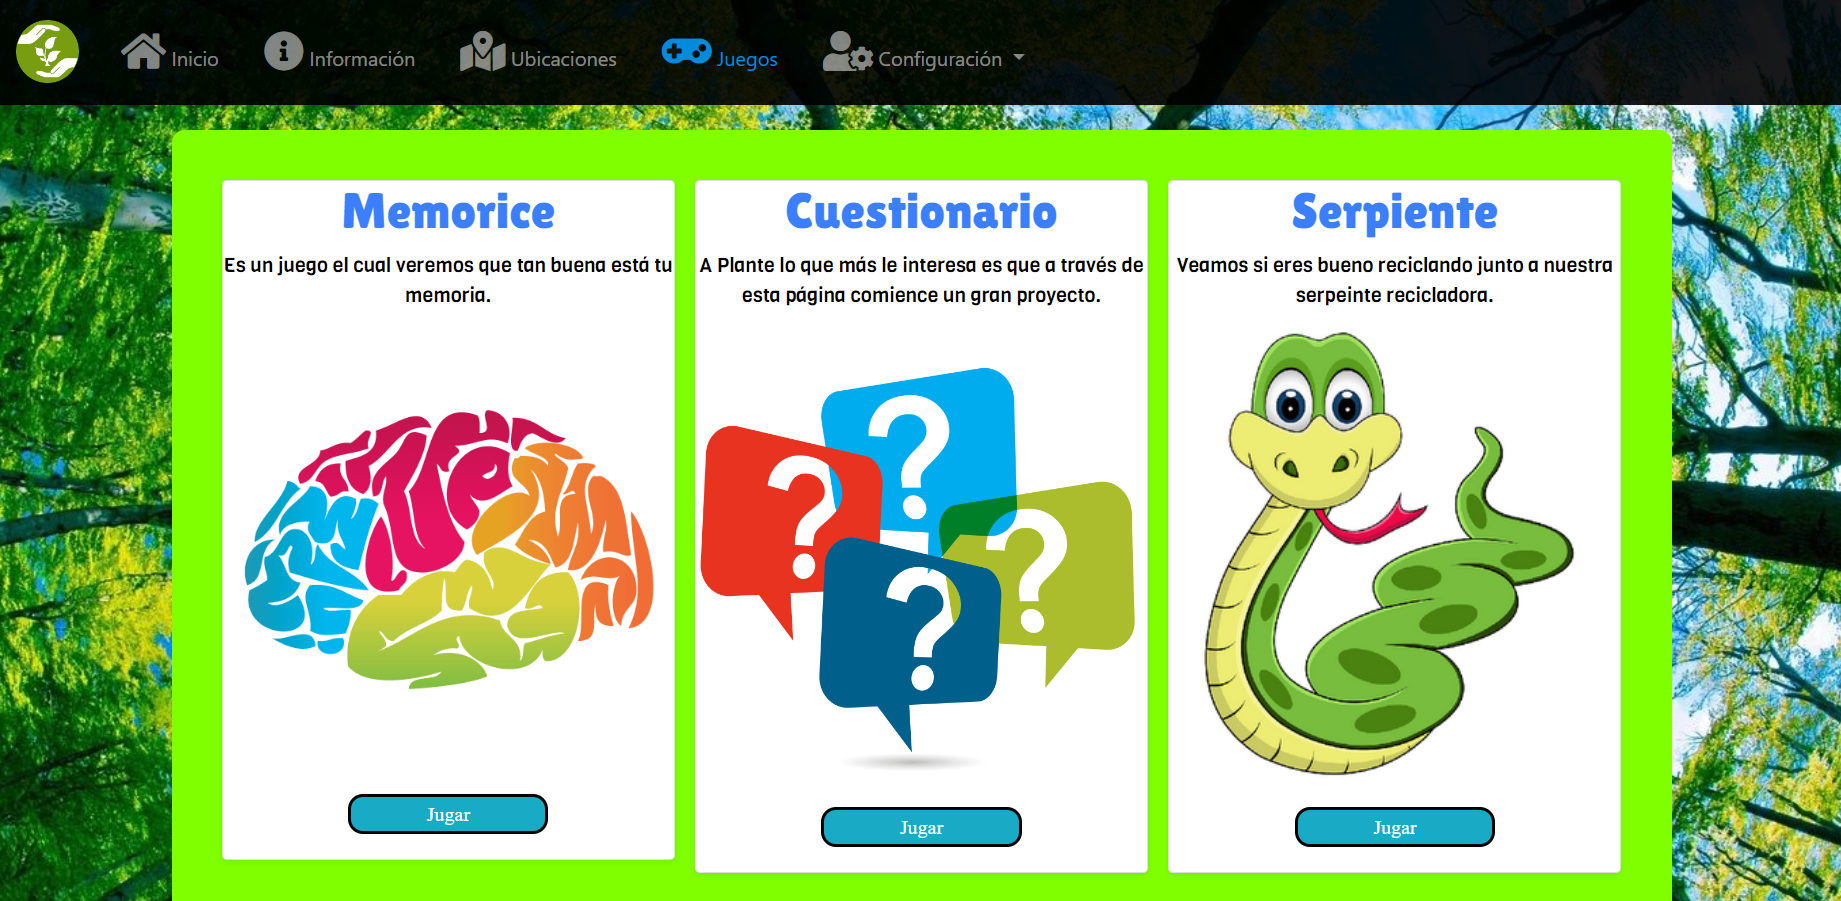 Inicio
Información
Ubicaciones
Juegos
Configuración
Memorice
Es un juego el cual veremos que tan buena está tu
memoria.
Jugar
Cuestionario
A Plante lo que más le interesa es que a través de
esta página comience un gran proyecto.
? ? ? ?
Jugar
Serpiente
Veamos si eres bueno reciclando junto a nuestra
serpeinte recicladora.
Jugar